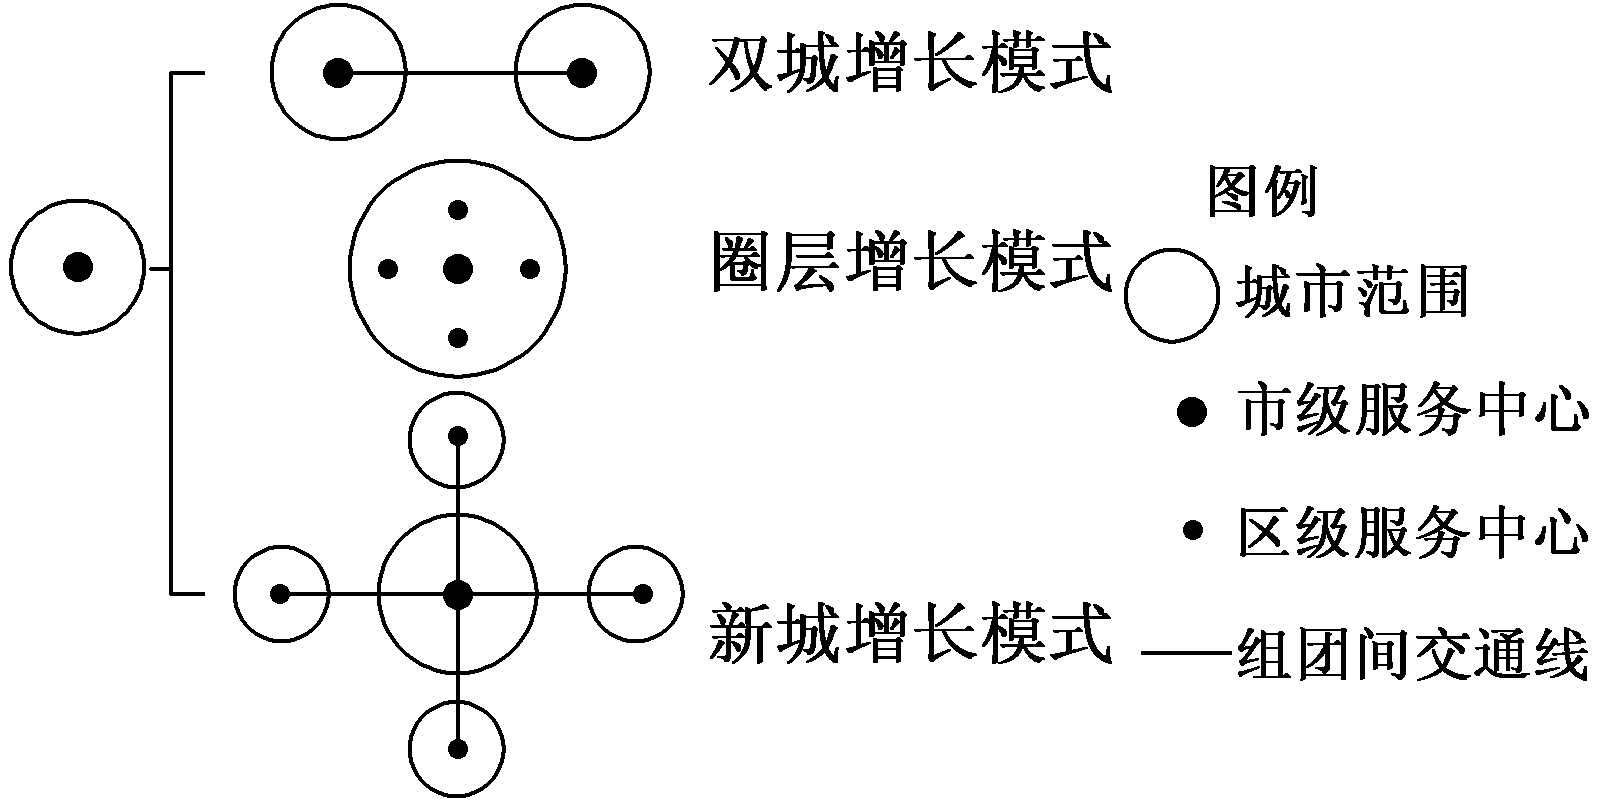 双城增长模式
圈层增长模式
新城增长模式
图例
城市范围
市级服务中心
区级服务中心
组团间交通线